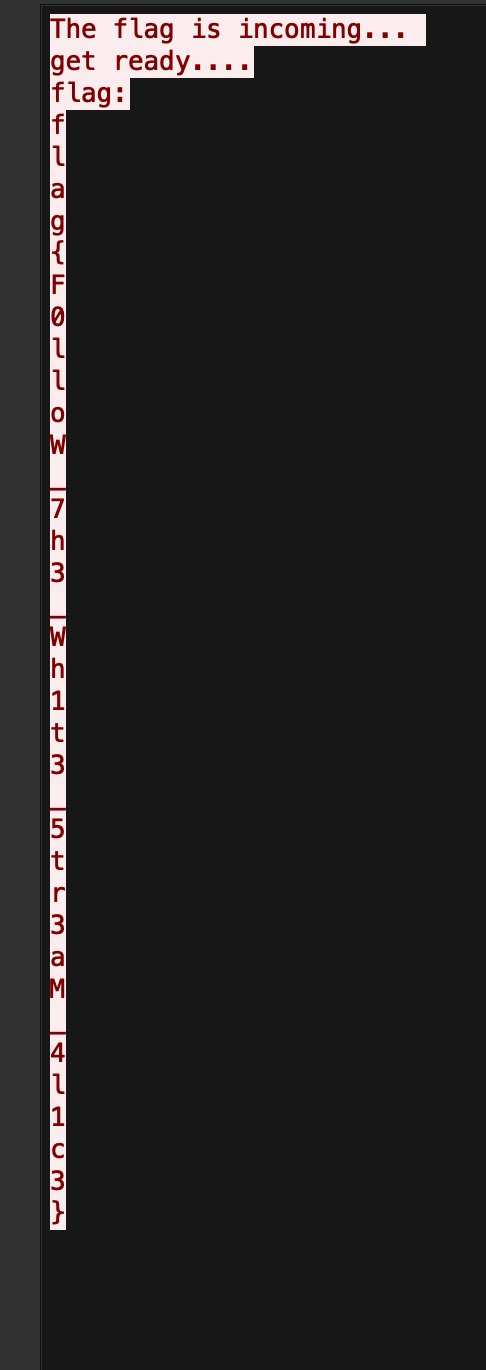 The flag is incoming...
get ready....
flag:
f
l
a
g
{
F
0
l
l
o
W
_
7
h
3
_
W
h
1
t
3
_
5
t
r
3
a
M
_
4
l
1
c
3
}